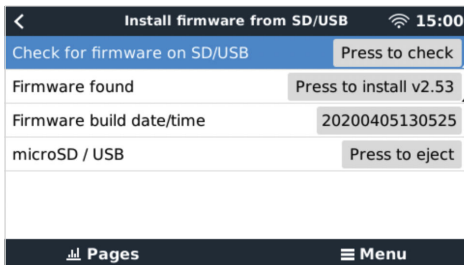 Install firmware from SD/USB 15:00
Check for firmware on SD/USB Press to check
Firmware found Press to install v2.53
Firmware build date/time 20200405130525
microSD / USB Press to eject
Pages Menu